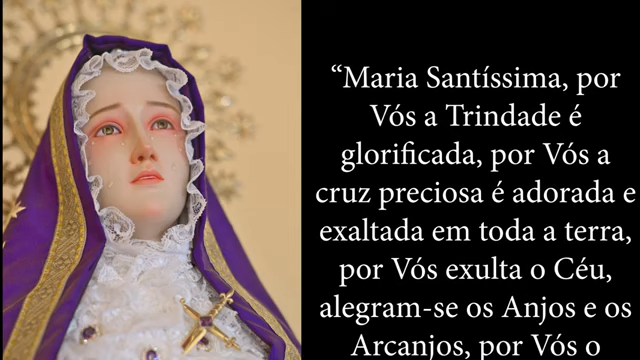 “Maria Santíssima, por
Vós a Trindade é
glorificada, por Vós a
cruz preciosa é adorada e
exaltada em toda a terra,
por Vós exulta o Céu,
alegram-se os Anjos e os
Arcanjos, por Vós o